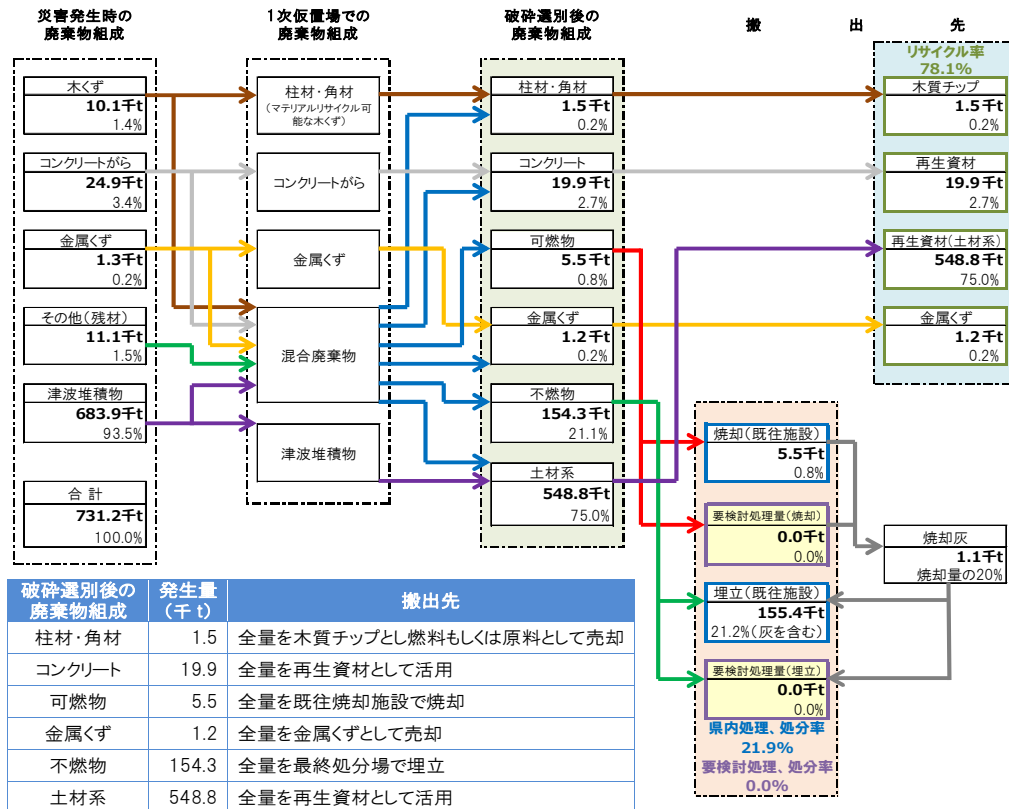 災害発生時の
廃棄物組成
1次仮置場での
廃棄物組成
破砕選別後の
廃棄物組成
搬 出 先
木くず
10.1千t
1.4%
コンクリートがら
24.9千t
3.4%
金属くず
1.3千t
0.2%
その他(残材)
11.1千t
1.5%
津波堆積物
683.9千t
93.5%
合 計
731.2千t
100.0%
柱材・角材
(マテリアルリサイクル可
能な木くず)
コンクリートがら
金属くず
混合廃棄物
津波堆積物
柱材・角材
1.5千t
0.2%
コンクリート
19.9千t
2.7%
可燃物
5.5千t
0.8%
金属くず
1.2千t
0.2%
不燃物
154.3千t
21.1%
土材系
548.8千t
75.0%
リサイクル率
78.1%
木質チップ
1.5千t
0.2%
再生資材
19.9千t
2.7%
再生資材(土材系)
548.8千t
75.0%
金属くず
1.2千t
0.2%
焼却(既往施設)
5.5千t
0.8%
要検討処理量(焼却)
0.0千t
0.0%
埋立(既往施設)
155.4千t
21.2%(灰を含む)
要検討処理量(埋立)
0.0千t
0.0%
県内処理、処分率
21.9%
要検討処理、処分率
0.0%
焼却灰
1.1千t
焼却量の20%
破砕選別後の
廃棄物組成
発生量
(千t)
搬出先
柱材・角材 1.5 全量を木質チップとし燃料もしくは原料として売却
コンクリート 19.9 全量を再生資材として活用
可燃物 5.5 全量を既往焼却施設で焼却
金属くず 1.2 全量を金属くずとして売却
不燃物 154.3 全量を最終処分場で埋立
土材系 548.8 全量を再生資材として活用